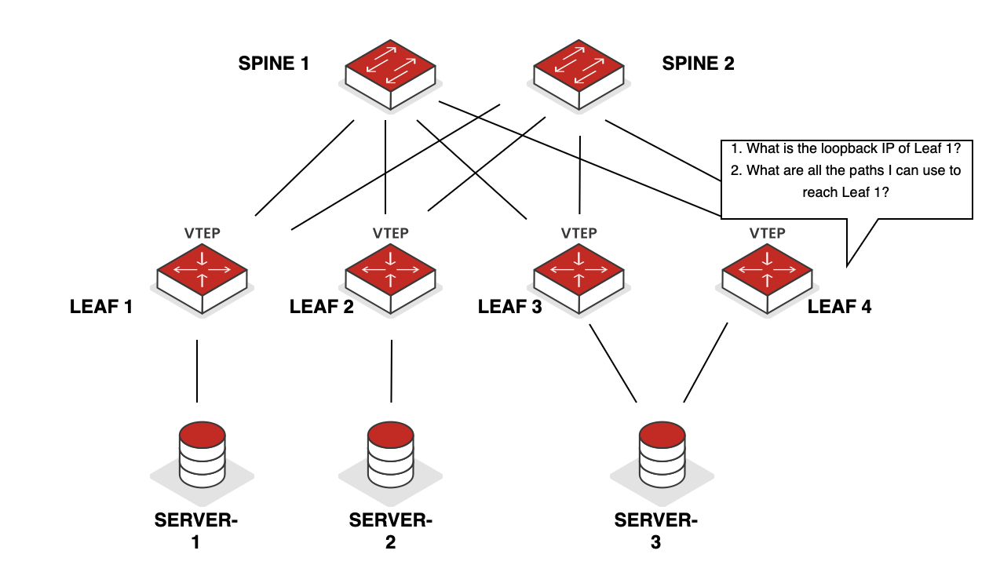 SPINE 1
SPINE 2
1. What is the loopback IP of Leaf 1?
2. What are all the paths I can use to
reach Leaf 1?
VTEP
VTEP
VTEP
VTEP
LEAF 1
LEAF 2
LEAF 3
LEAF 4
SERVER-
1
SERVER-
2
SERVER-
3